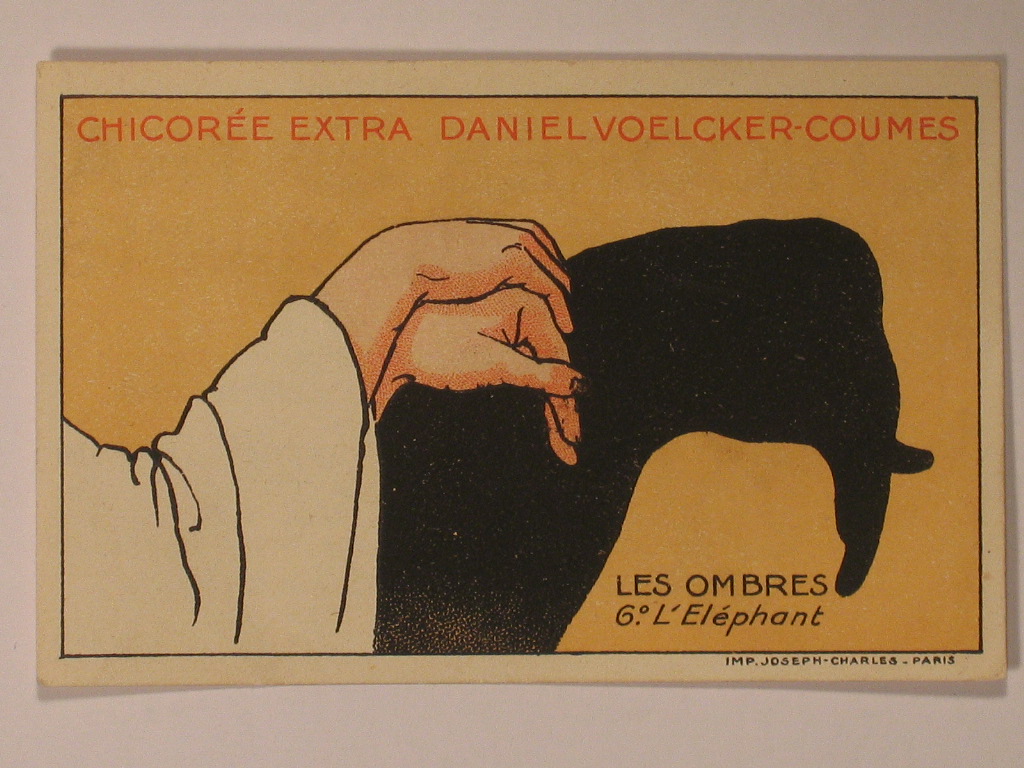 CHICORÉE EXTRA DANIEL VOELCKER-COUMES
LES OMBRES
6º L'Eléphant
IMP. JOSEPH-CHARLES - PARIS